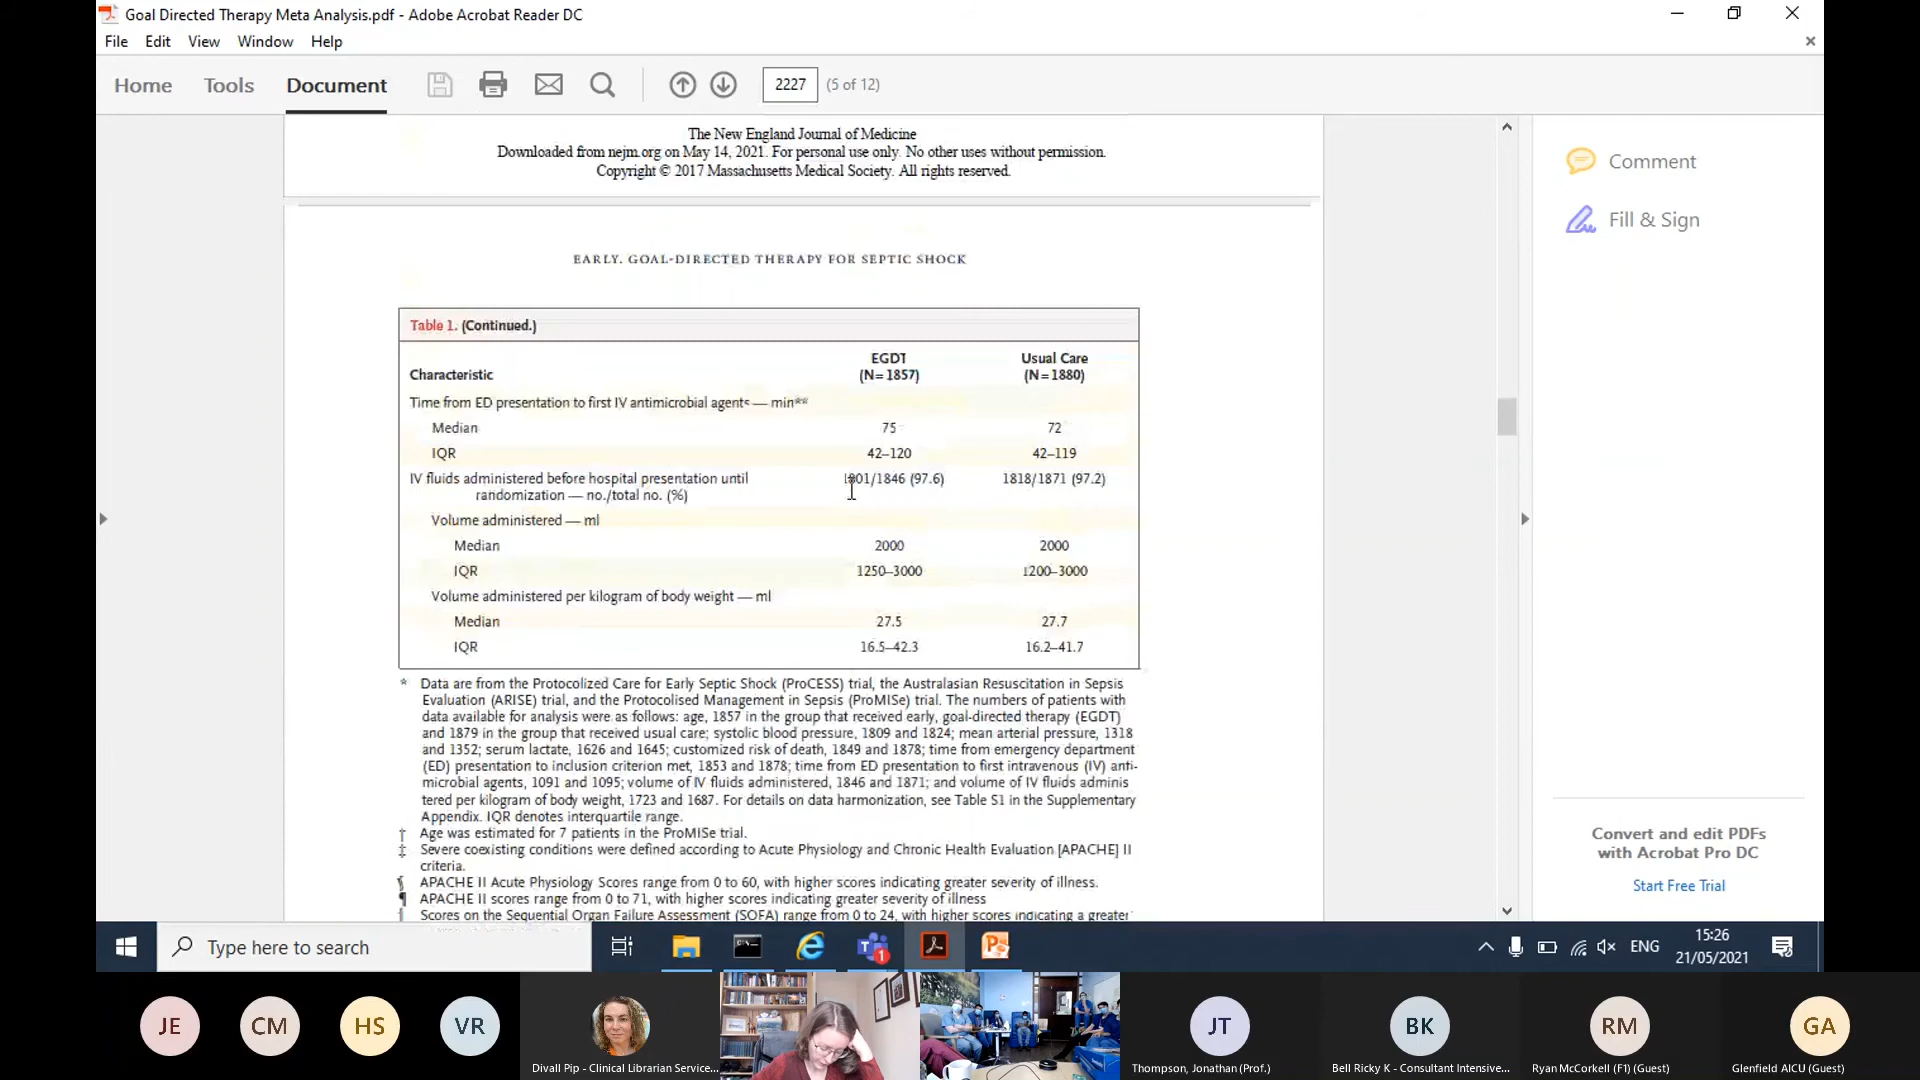 Goal Directed Therapy Meta Analysis.pdf - Adobe Acrobat Reader DC
File Edit View Window Help
Home Tools Document 2227 (5 of 12)
The New England Journal of Medicine
Downloaded from nejm.org on May 14, 2021. For personal use only. No other uses without permission.
Copyright © 2017 Massachusetts Medical Society. All rights reserved.
Comment
Fill & Sign
EARLY, GOAL-DIRECTED THERAPY FOR SEPTIC SHOCK
Table 1. (Continued.)
Characteristic EGDT (N=1857) Usual Care (N=1880)
Time from ED presentation to first IV antimicrobial agents — min**
Median 75 72
IQR 42–120 42–119
IV fluids administered before hospital presentation until
randomization — no./total no. (%) 1801/1846 (97.6) 1818/1871 (97.2)
Volume administered — ml
Median 2000 2000
IQR 1250–3000 1200–3000
Volume administered per kilogram of body weight — ml
Median 27.5 27.7
IQR 16.5–42.3 16.2–41.7
* Data are from the Protocolized Care for Early Septic Shock (ProCESS) trial, the Australasian Resuscitation in Sepsis
Evaluation (ARISE) trial, and the Protocolised Management in Sepsis (ProMISe) trial. The numbers of patients with
data available for analysis were as follows: age, 1857 in the group that received early, goal-directed therapy (EGDT)
and 1879 in the group that received usual care; systolic blood pressure, 1809 and 1824; mean arterial pressure, 1318
and 1352; serum lactate, 1626 and 1645; customized risk of death, 1849 and 1878; time from emergency department
(ED) presentation to inclusion criterion met, 1853 and 1878; time from ED presentation to first intravenous (IV) anti-
microbial agents, 1091 and 1095; volume of IV fluids administered, 1846 and 1871; and volume of IV fluids adminis
tered per kilogram of body weight, 1723 and 1687. For details on data harmonization, see Table S1 in the Supplementary
Appendix. IQR denotes interquartile range.
† Age was estimated for 7 patients in the ProMISe trial.
‡ Severe coexisting conditions were defined according to Acute Physiology and Chronic Health Evaluation [APACHE] II
criteria.
§ APACHE II Acute Physiology Scores range from 0 to 60, with higher scores indicating greater severity of illness.
¶ APACHE II scores range from 0 to 71, with higher scores indicating greater severity of illness
Scores on the Sequential Organ Failure Assessment (SOFA) range from 0 to 24, with higher scores indicating a greater
Convert and edit PDFs
with Acrobat Pro DC
Start Free Trial
Type here to search
1
ENG
15:26
21/05/2021
JE CM HS VR JT BK RM GA
Divall Pip - Clinical Librarian Service...
Thompson, Jonathan (Prof.)
Bell Ricky K - Consultant Intensive...
Ryan McCorkell (F1) (Guest)
Glenfield AICU (Guest)